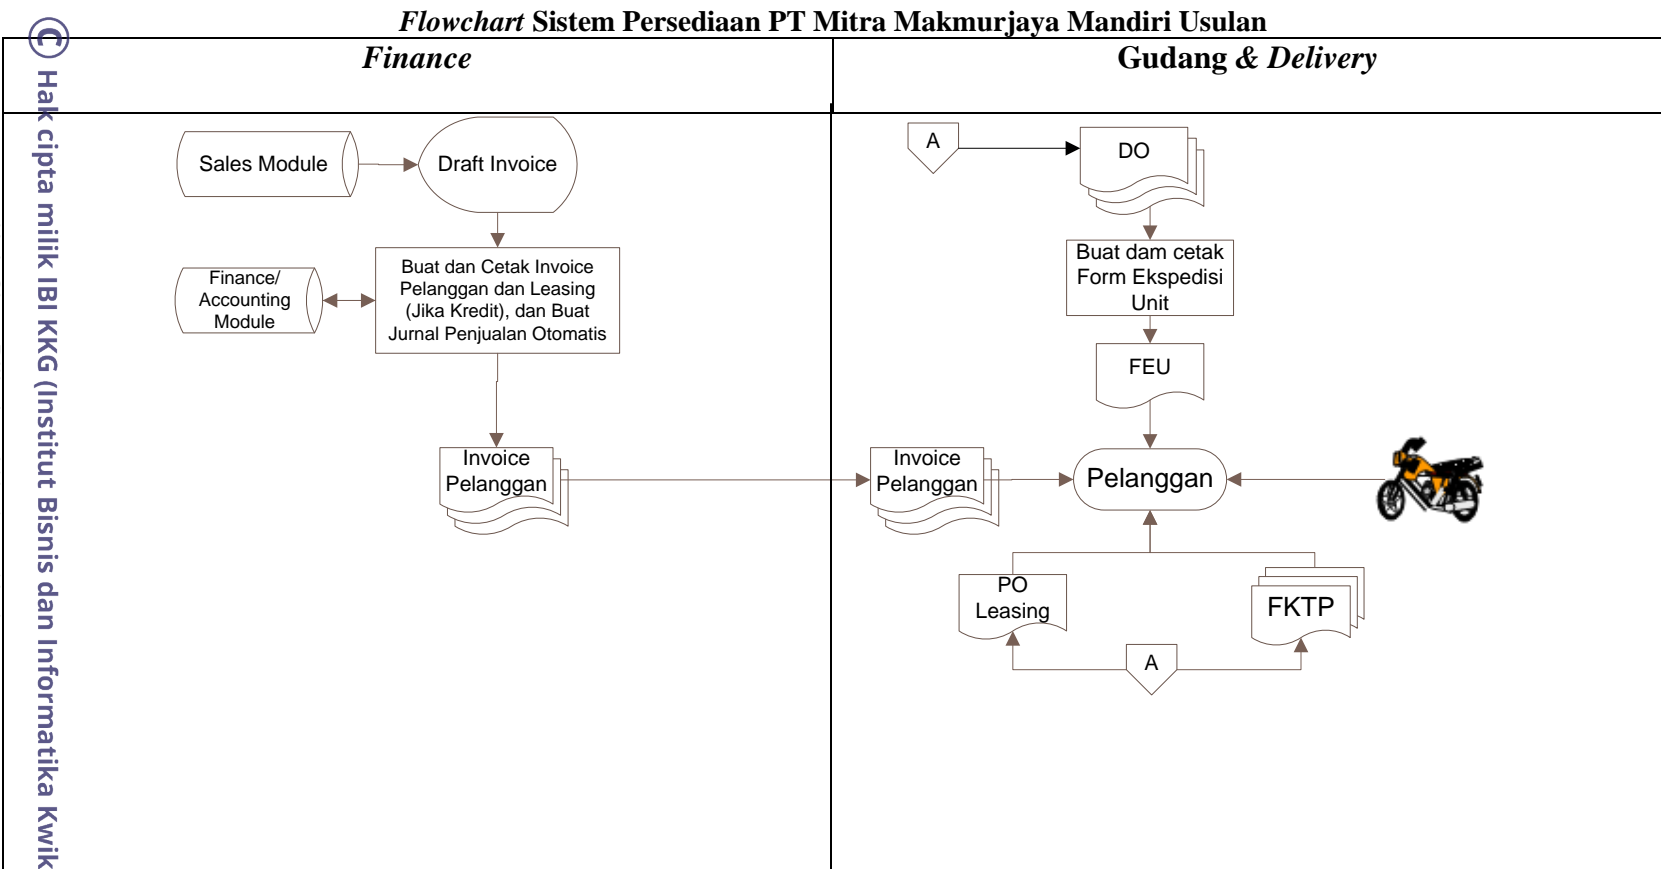 Flowchart Sistem Persediaan PT Mitra Makmurjaya Mandiri Usulan
Finance
Gudang & Delivery
© Hak cipta milik IBI KKG (Institut Bisnis dan Informatika Kwik
Sales Module
Draft Invoice
Finance/
Accounting
Module
Buat dan Cetak Invoice
Pelanggan dan Leasing
(Jika Kredit), dan Buat
Jurnal Penjualan Otomatis
Invoice
Pelanggan
A
DO
Buat dam cetak
Form Ekspedisi
Unit
FEU
Invoice
Pelanggan
Pelanggan
PO
Leasing
FKTP
A